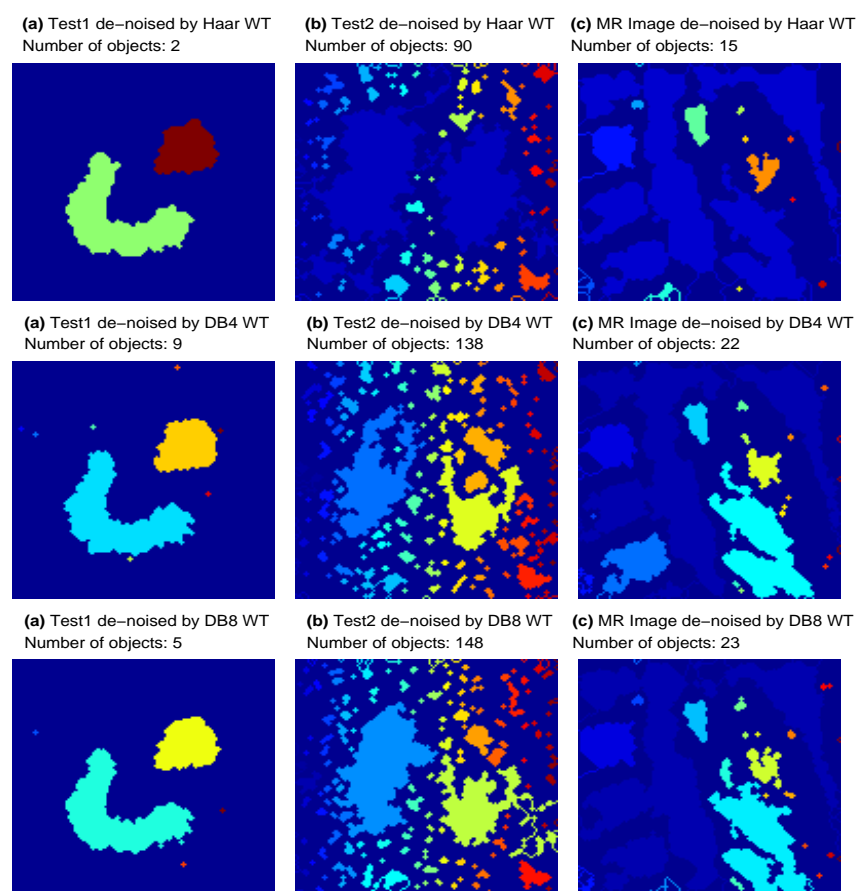 (a) Test1 de−noised by Haar WT
Number of objects: 2
(b) Test2 de−noised by Haar WT
Number of objects: 90
(c) MR Image de−noised by Haar WT
Number of objects: 15
(a) Test1 de−noised by DB4 WT
Number of objects: 9
(b) Test2 de−noised by DB4 WT
Number of objects: 138
(c) MR Image de−noised by DB4 WT
Number of objects: 22
(a) Test1 de−noised by DB8 WT
Number of objects: 5
(b) Test2 de−noised by DB8 WT
Number of objects: 148
(c) MR Image de−noised by DB8 WT
Number of objects: 23